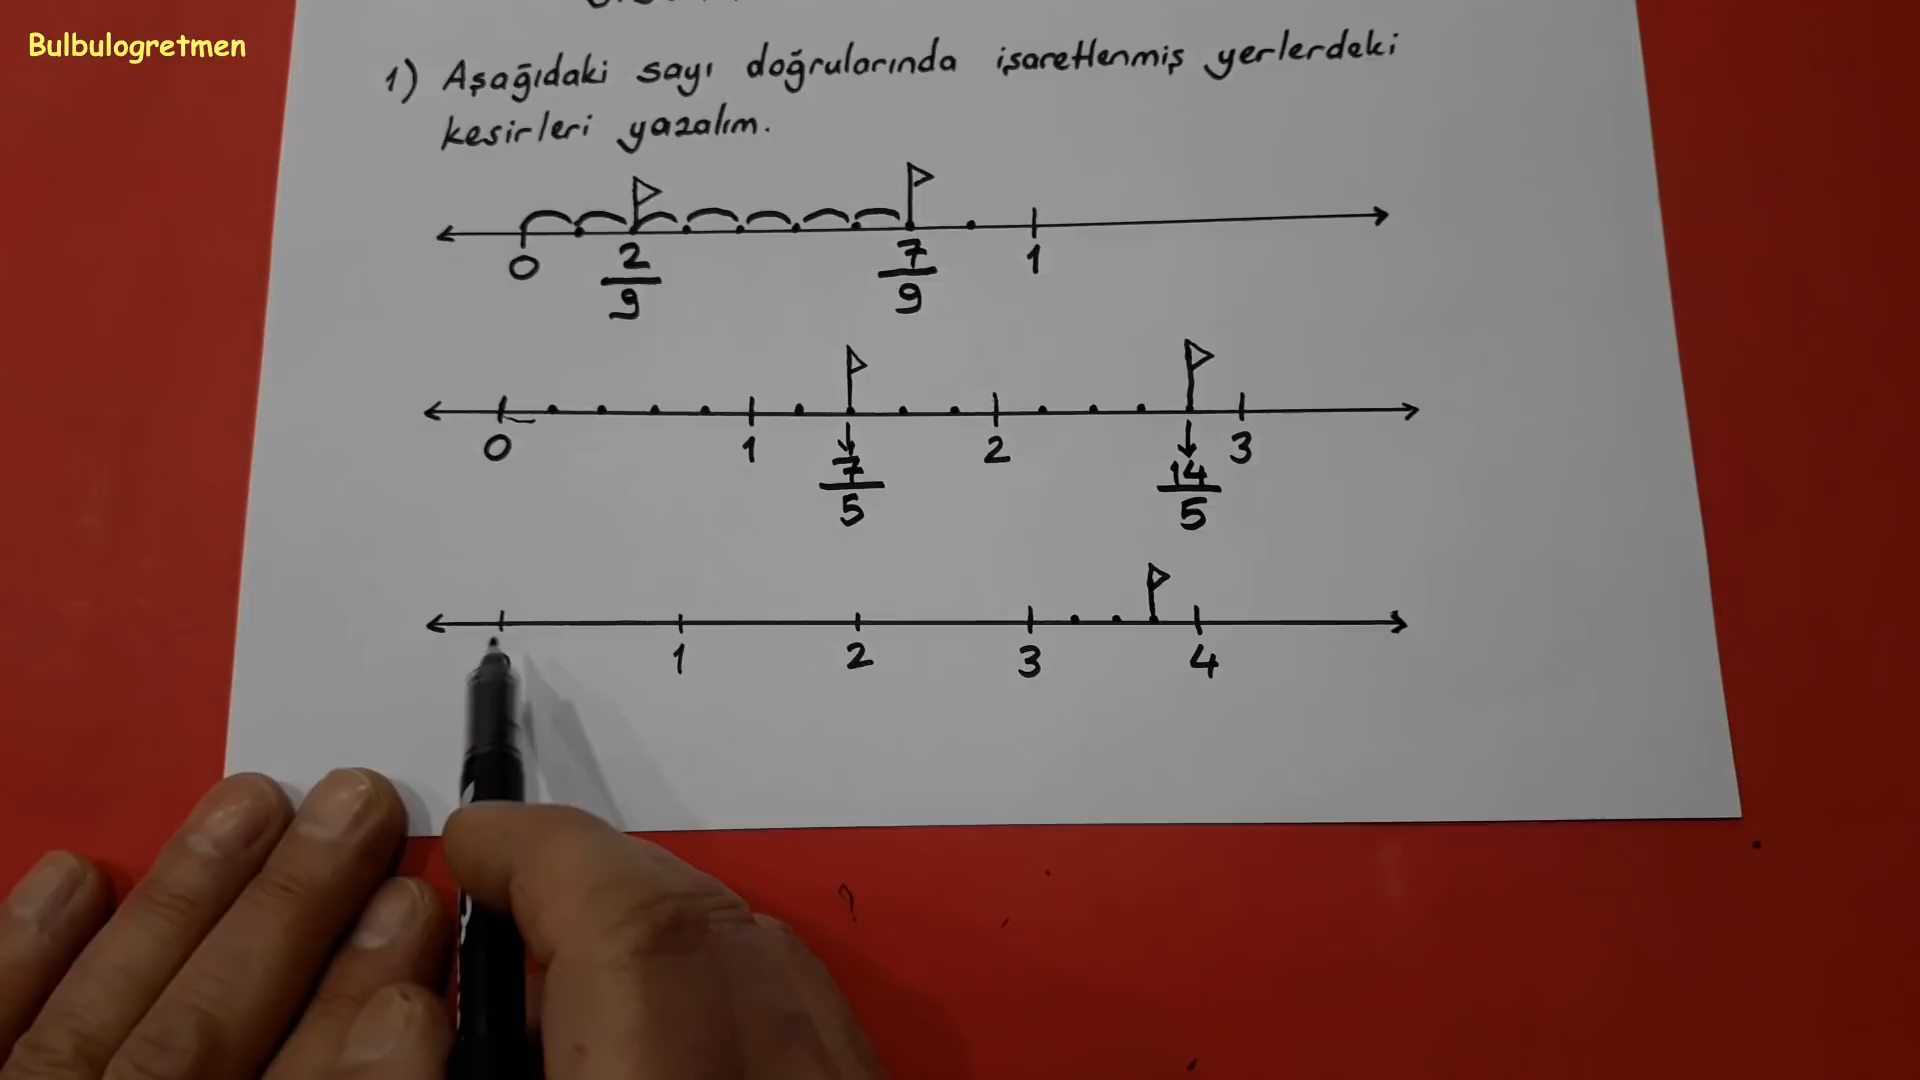 Bulbulogretmen
1) Aşağıdaki sayı doğrularında işaretlenmiş yerlerdeki
kesirleri yazalım.
0 2/9 7/9 1
0 1 7/5 2 14/5 3
1 2 3 4